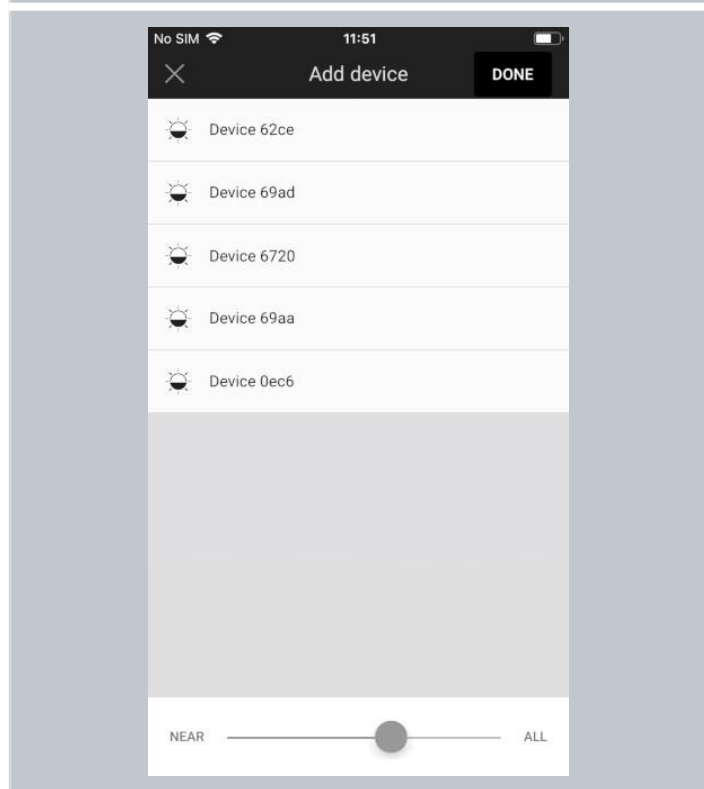 No SIM 11:51
Add device DONE
Device 62ce
Device 69ad
Device 6720
Device 69aa
Device 0ec6
NEAR ALL